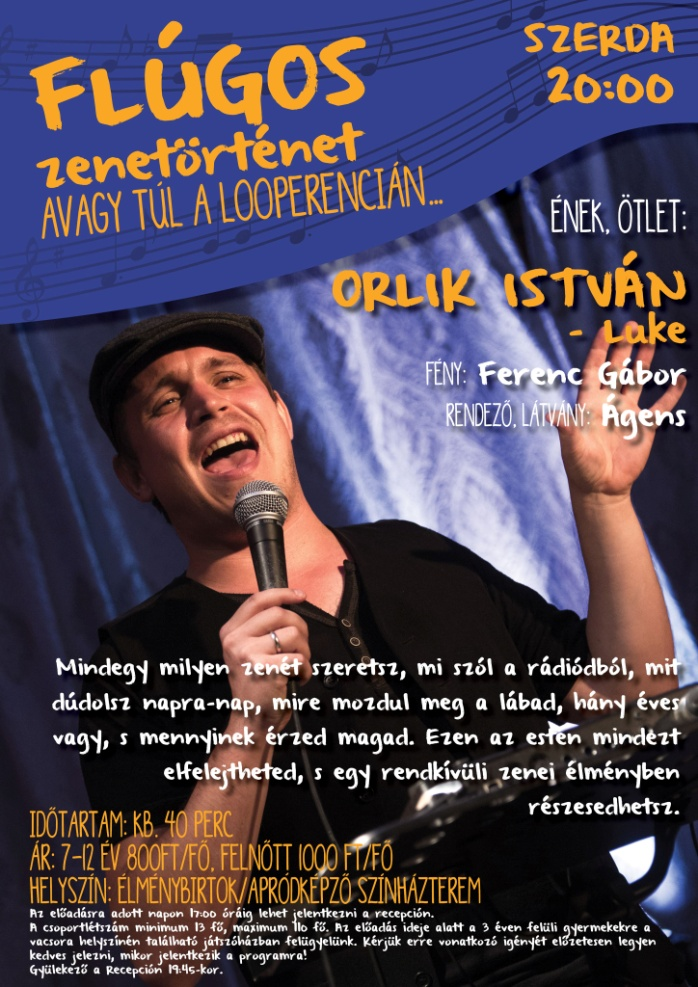 FLÚGOS
zenetörténet
AVAGY TÚL A LOOPERENCIÁN...
SZERDA
20:00
ÉNEK, ÖTLET:
ORLIK ISTVÁN
- Lake
FÉNY: Ferenc Gábor
RENDEZŐ, LÁTVÁNY: Ágens
Mindegy milyen zenét szeretsz, mi szól a rádiódból, mit
dúdolsz napra-nap, mire mozdul meg a lábad, hány éves
vagy, s mennyinek érzed magad. Ezen az estén mindezt
elfelejtheted, s egy rendkívüli zenei élményben
részesedhetsz.
IDŐTARTAM: KB. 40 PERC
ÁR: 7-12 ÉV 800FT/FŐ, FELNŐTT 1000 FT/FŐ
HELYSZÍN: ÉLMÉNYBIRTOK/APRÓDKÉPZŐ SZÍNHÁZTEREM
Az előadásra adott napon 17:00 óráig lehet jelentkezni a recepción.
A csoportlétszám minimum 13 fő, maximum 110 fő. Az előadás ideje alatt a 3 éven felüli gyermekekre a
vacsora helyszínén található játszóházban felügyelünk. Kérjük erre vonatkozó igényét előzetesen legyen
kedves jelezni, mikor jelentkezik a programra!
Gyülekező a Recepción 19:45-kor.